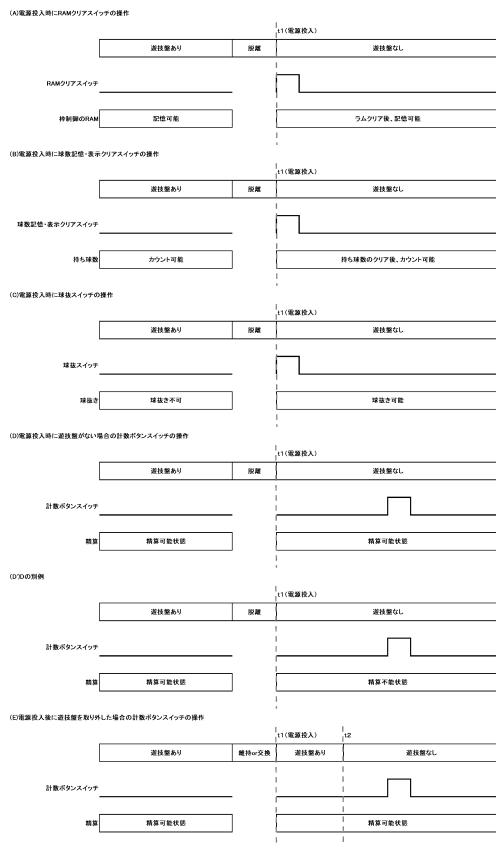 (A)電源投入時にRAMクリアスイッチの操作
t1(電源投入)
遊技盤あり 脱離 遊技盤なし
RAMクリアスイッチ
枠制御のRAM 記憶可能 ラムクリア後、記憶可能
(B)電源投入時に球数記憶・表示クリアスイッチの操作
t1(電源投入)
遊技盤あり 脱離 遊技盤なし
球数記憶・表示クリアスイッチ
持ち球数 カウント可能 持ち球数のクリア後、カウント可能
(C)電源投入時に球抜スイッチの操作
t1(電源投入)
遊技盤あり 脱離 遊技盤なし
球抜スイッチ
球抜き 球抜き不可 球抜き可能
(D)電源投入時に遊技盤がない場合の計数ボタンスイッチの操作
t1(電源投入)
遊技盤あり 脱離 遊技盤なし
計数ボタンスイッチ
精算 精算可能状態 精算可能状態
(D')Dの別例
t1(電源投入)
遊技盤あり 脱離 遊技盤なし
計数ボタンスイッチ
精算 精算可能状態 精算不能状態
(E)電源投入後に遊技盤を取り外した場合の計数ボタンスイッチの操作
t1(電源投入) t2
遊技盤あり 維持or交換 遊技盤あり 遊技盤なし
計数ボタンスイッチ
精算 精算可能状態 精算可能状態